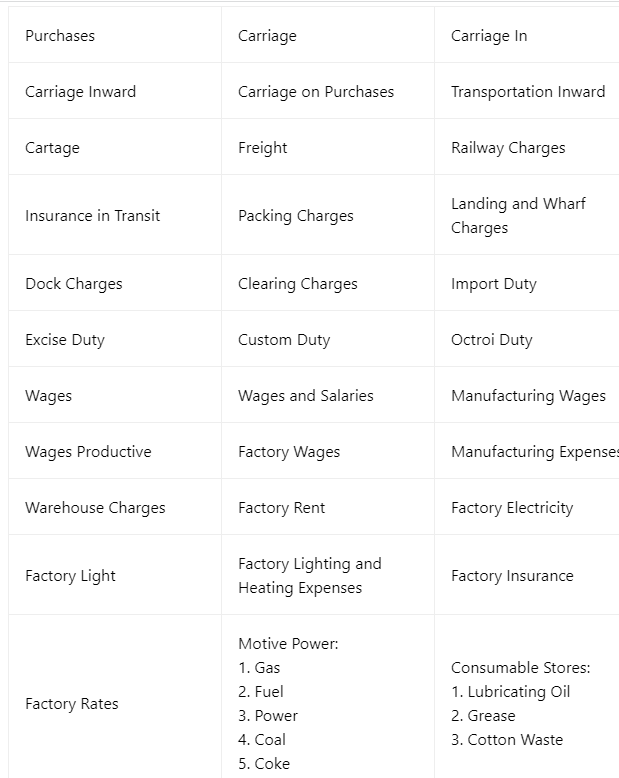 Purchases
Carriage
Carriage In
Carriage Inward
Carriage on Purchases
Transportation Inward
Cartage
Freight
Railway Charges
Insurance in Transit
Packing Charges
Landing and Wharf
Charges
Dock Charges
Clearing Charges
Import Duty
Excise Duty
Custom Duty
Octroi Duty
Wages
Wages and Salaries
Manufacturing Wages
Wages Productive
Factory Wages
Manufacturing Expenses
Warehouse Charges
Factory Rent
Factory Electricity
Factory Light
Factory Lighting and
Heating Expenses
Factory Insurance
Factory Rates
Motive Power:
1. Gas
2. Fuel
3. Power
4. Coal
5. Coke
Consumable Stores:
1. Lubricating Oil
2. Grease
3. Cotton Waste